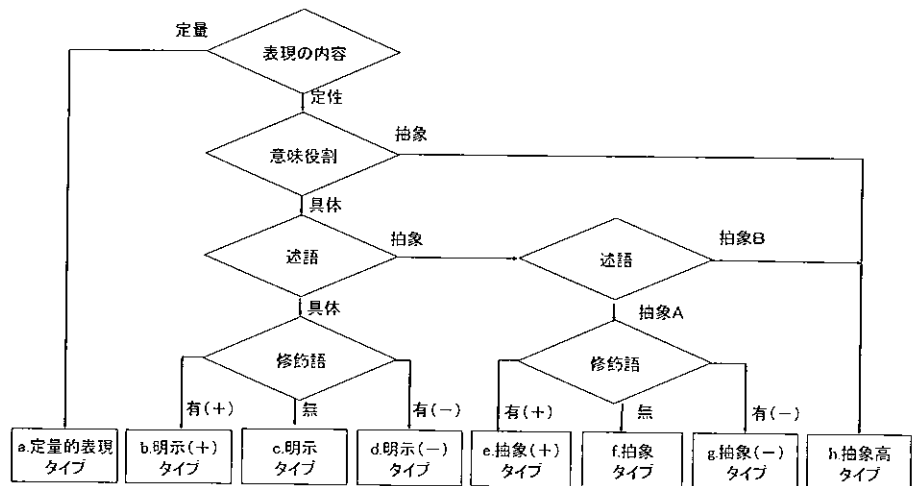 定量
表現の内容
定性
意味役割
抽象
具体
述語
抽象
述語
抽象B
具体
抽象A
修飾語
修飾語
有(+)
無
有(-)
有(+)
無
有(-)
a.定量的表現
タイプ
b.明示(+)
タイプ
c.明示
タイプ
d.明示(-)
タイプ
e.抽象(+)
タイプ
f.抽象
タイプ
g.抽象(-)
タイプ
h.抽象高
タイプ